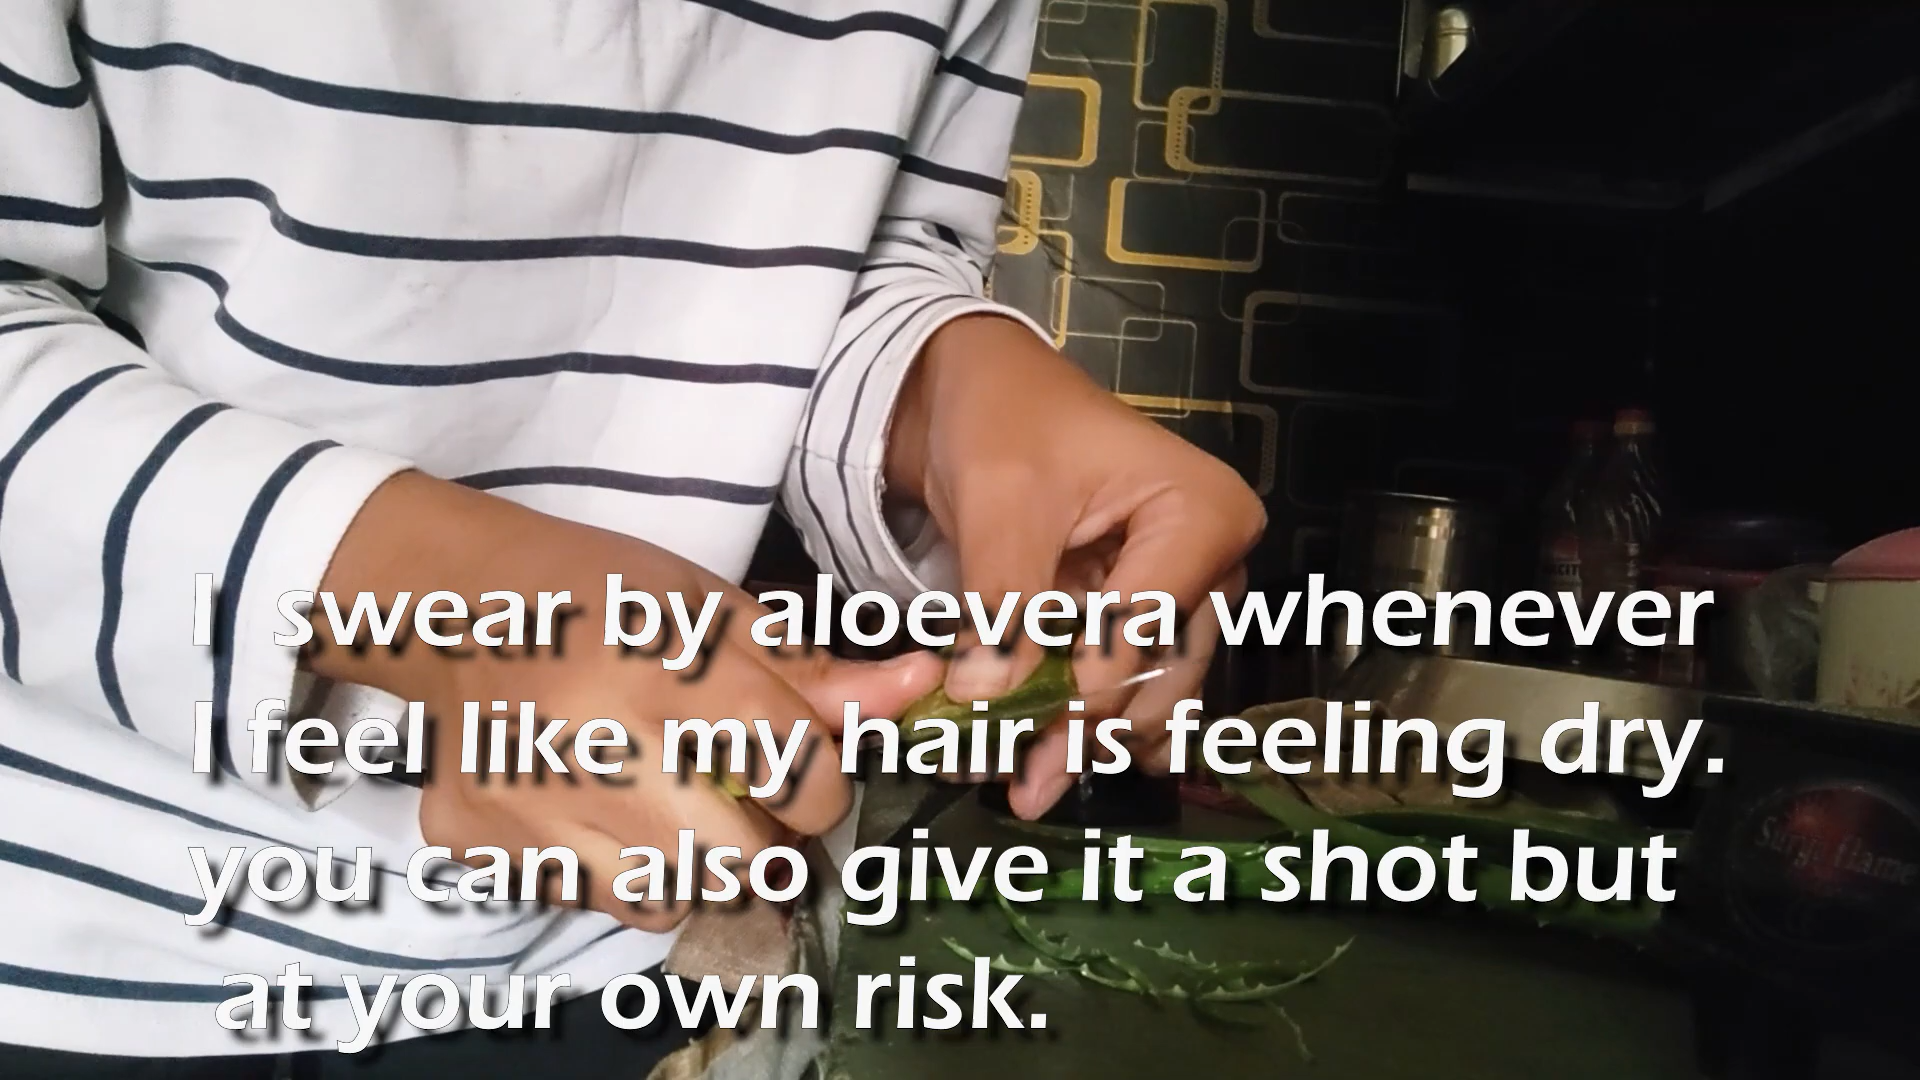 I swear by aloevera whenever
I feel like my hair is feeling dry.
you can also give it a shot but
at your own risk.
flame